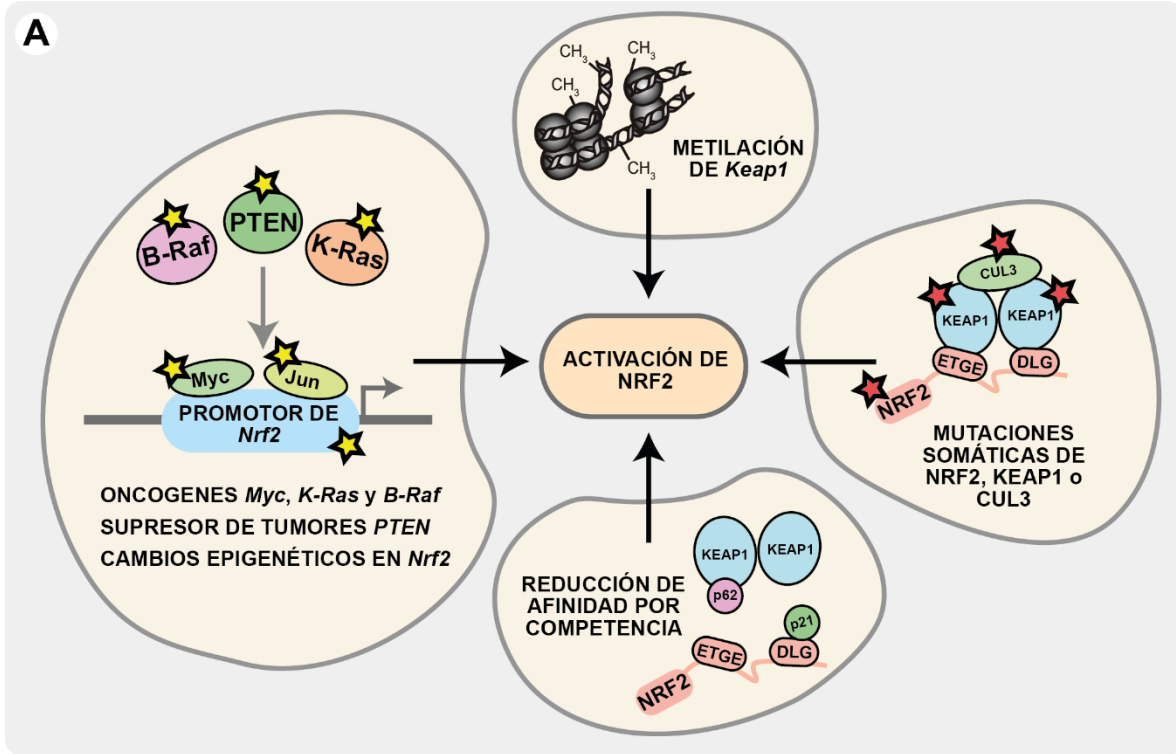 A
CH3
CH3
CH3
CH3
METILACIÓN
DE Keap1
B-Raf
PTEN
K-Ras
Myc
Jun
PROMOTOR DE
Nrf2
ONCOGENES Myc, K-Ras y B-Raf
SUPRESOR DE TUMORES PTEN
CAMBIOS EPIGENÉTICOS EN Nrf2
ACTIVACIÓN DE
NRF2
CUL3
KEAP1
KEAP1
ETGE
DLG
NRF2
MUTACIONES
SOMÁTICAS DE
NRF2, KEAP1 o
CUL3
REDUCCIÓN DE
AFINIDAD POR
COMPETENCIA
KEAP1
KEAP1
p62
p21
ETGE
DLG
NRF2